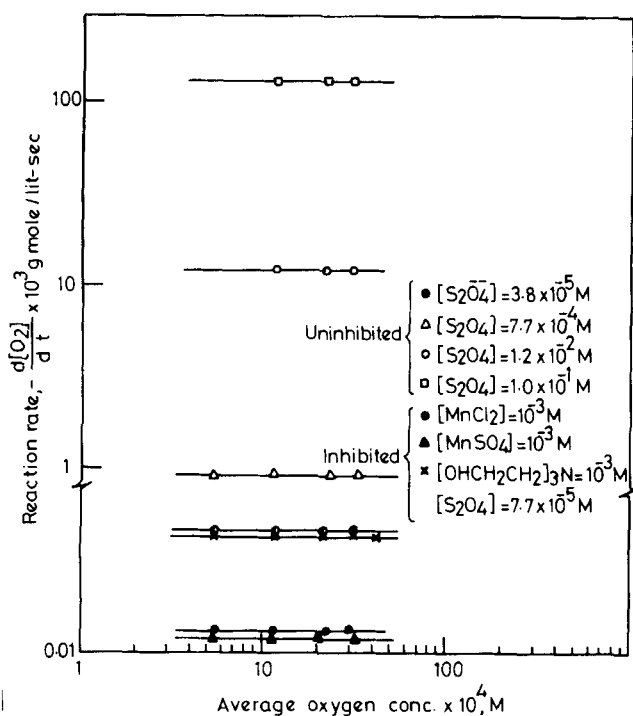 Reaction rate, - d[O2]/dt × 10^3 g mole / lit-sec
100
10
1
0.01
Uninhibited
● [S2O4^--] = 3.8 x 10^-5 M
△ [S2O4] = 7.7 x 10^-4 M
○ [S2O4] = 1.2 x 10^-2 M
□ [S2O4] = 1.0 x 10^-1 M
Inhibited
● [MnCl2] = 10^-3 M
▲ [MnSO4] = 10^-3 M
× [OHCH2CH2]3N = 10^-3 M
[S2O4] = 7.7 x 10^-5 M
1
10
100
Average oxygen conc. × 10^4, M